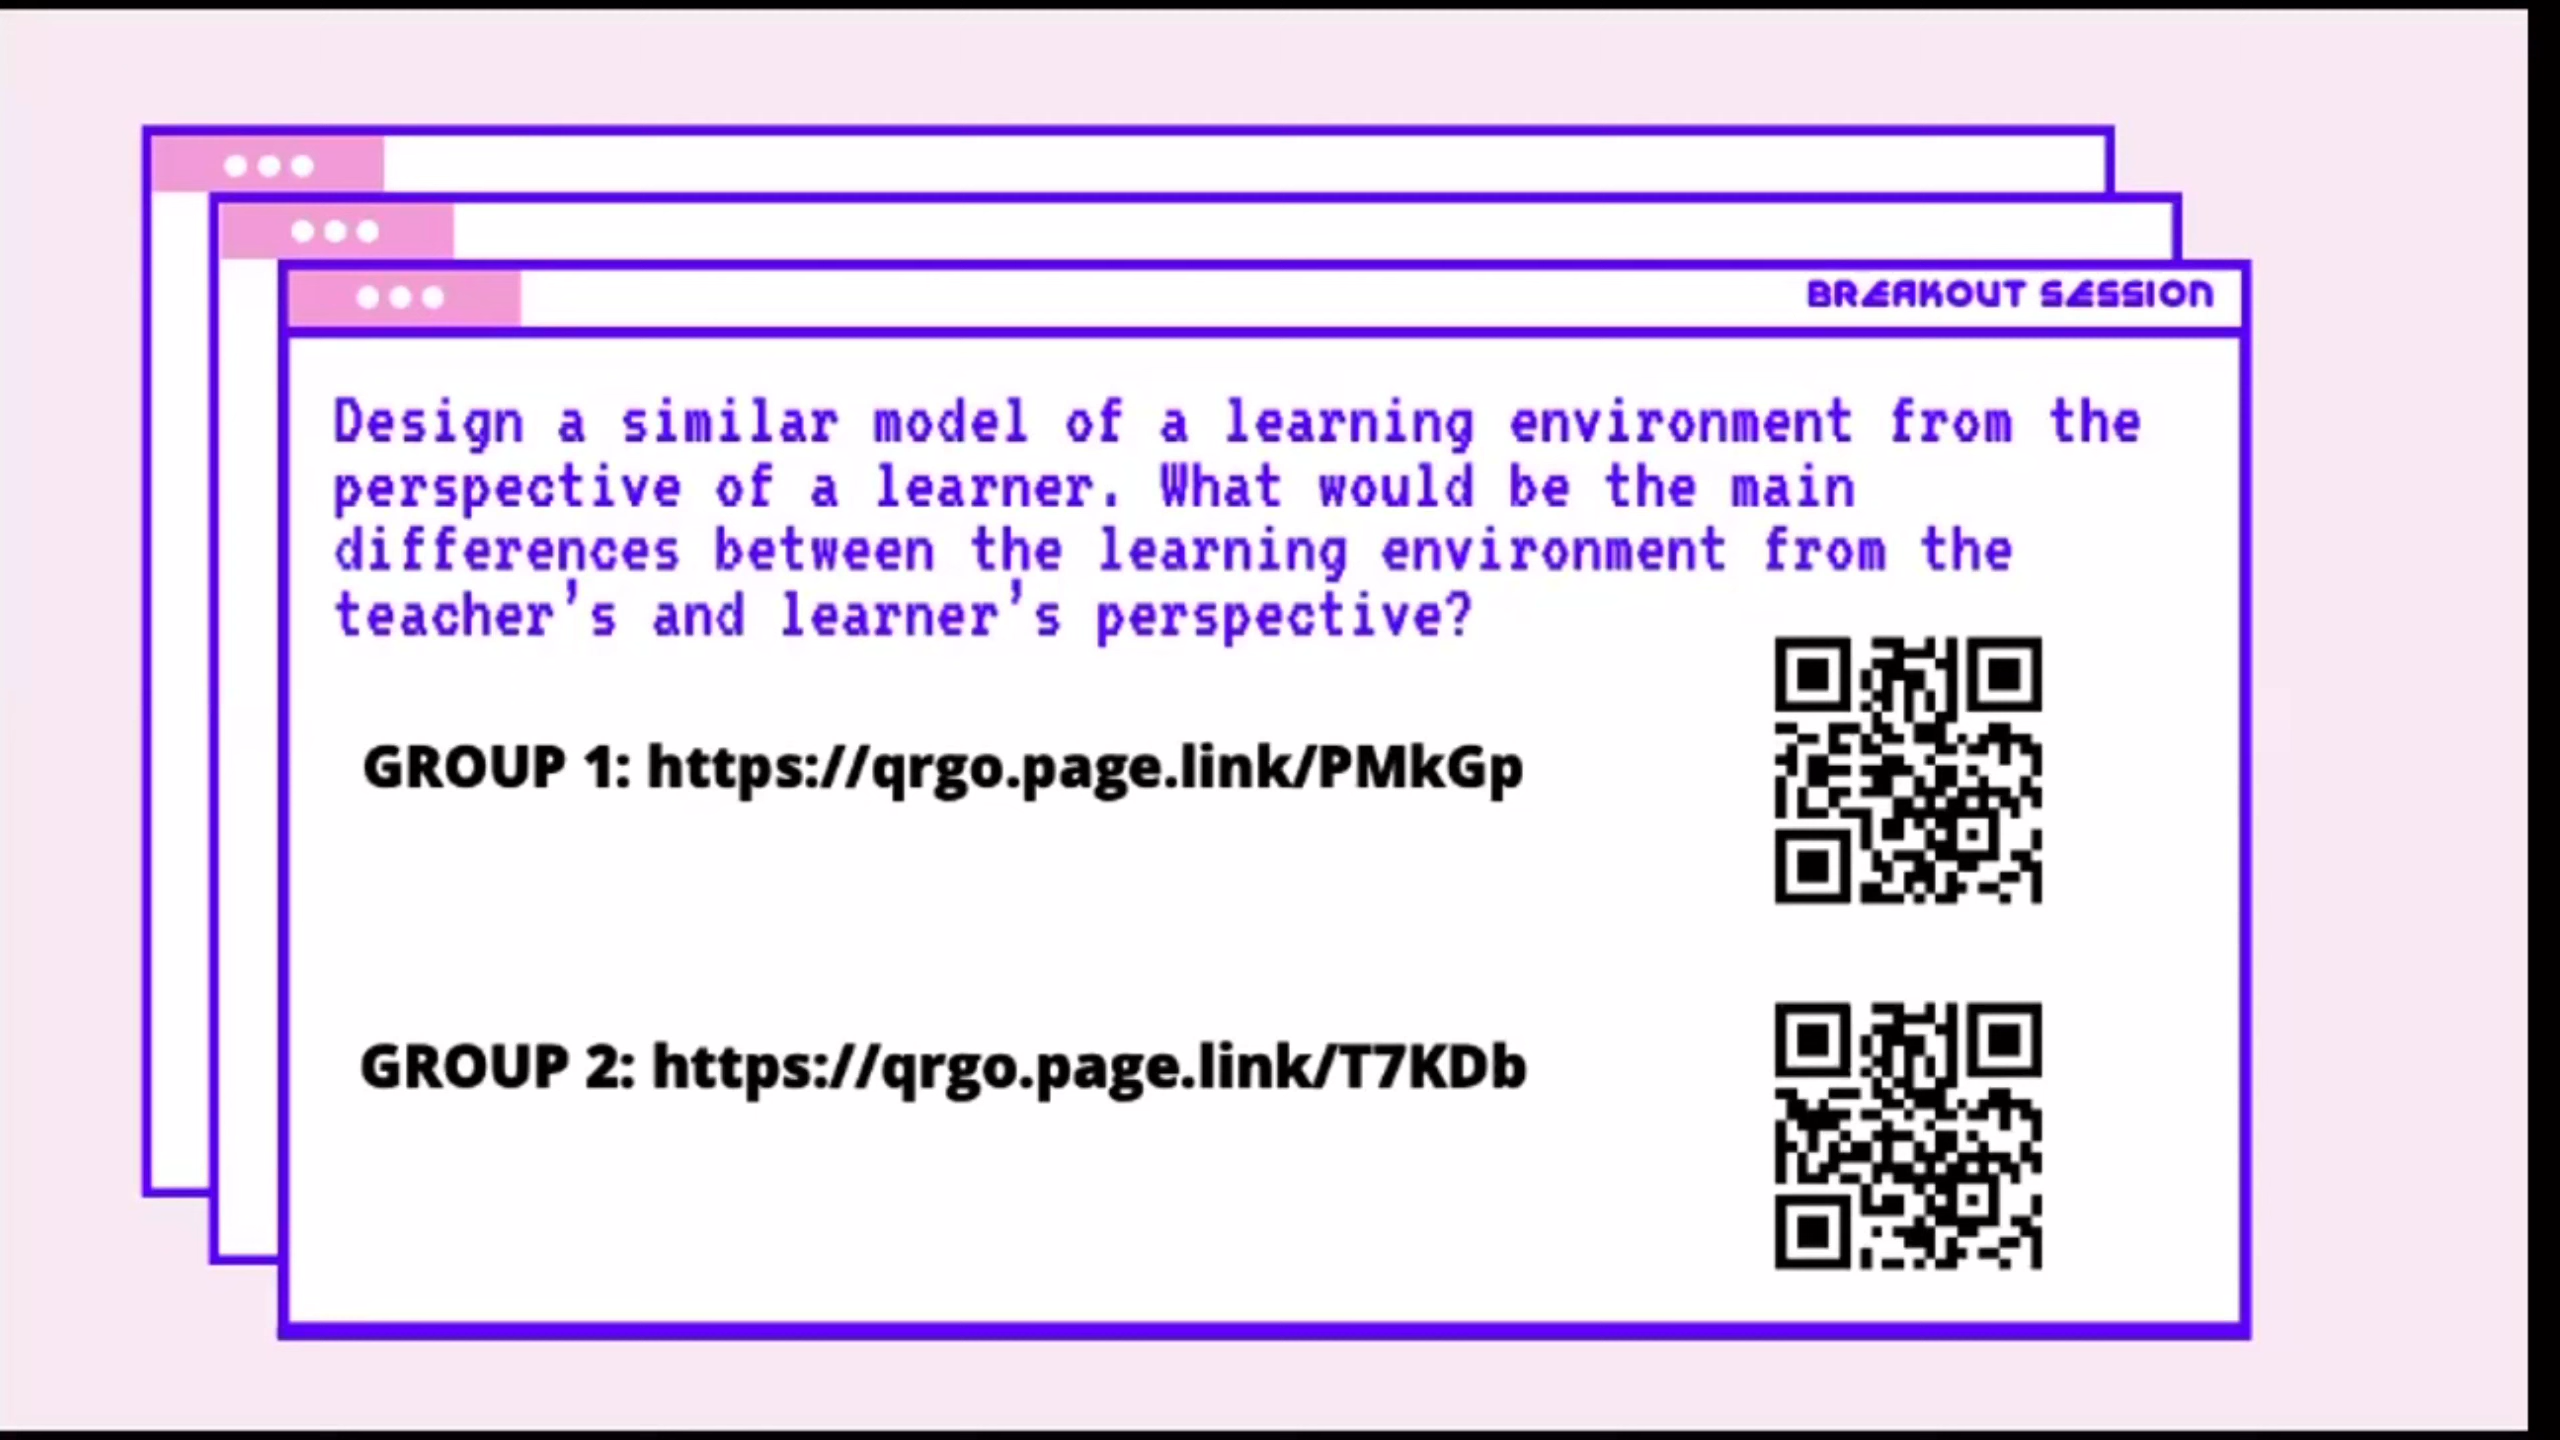 BREAKOUT SESSION
Design a similar model of a learning environment from the
perspective of a learner. What would be the main
differences between the learning environment from the
teacher's and learner's perspective?
GROUP 1: https://qrgo.page.link/PMkGp
GROUP 2: https://qrgo.page.link/T7KDb